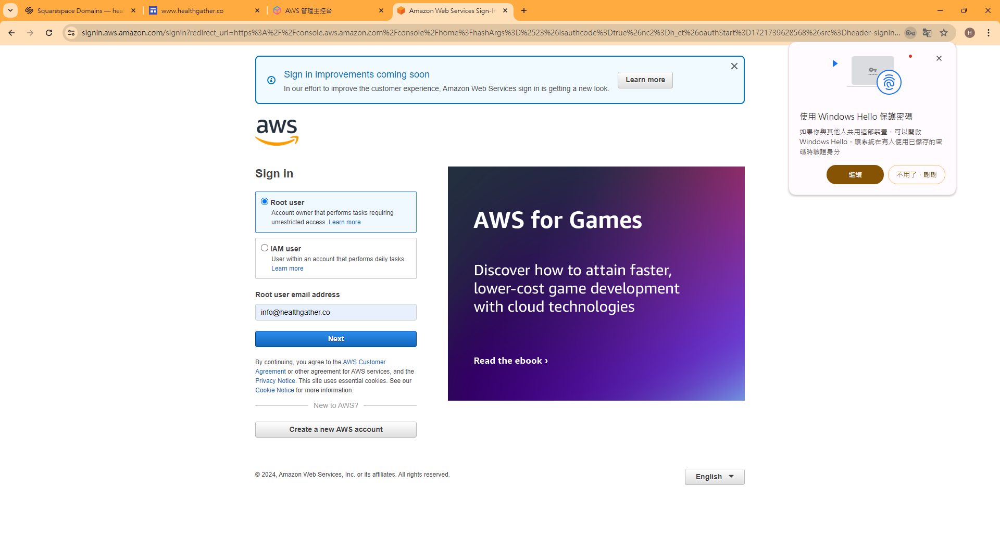 Squarespace Domains — heal
www.healthgather.co
AWS 管理主控台
Amazon Web Services Sign-In
signin.aws.amazon.com/signin?redirect_uri=https%3A%2F%2Fconsole.aws.amazon.com%2Fconsole%2Fhome%3FhashArgs%3D%2523%26isauthcode%3Dtrue%26nc2%3Dh_ct%26oauthStart%3D1721739628568%26src%3Dheader-signin...
H
Sign in improvements coming soon
In our effort to improve the customer experience, Amazon Web Services sign in is getting a new look.
Learn more
使用 Windows Hello 保護密碼
如果你與其他人共用這部裝置，可以開啟
Windows Hello，讓系統在有人使用已儲存的密
碼時驗證身分
繼續
不用了，謝謝
aws
Sign in
Root user
Account owner that performs tasks requiring
unrestricted access. Learn more
IAM user
User within an account that performs daily tasks.
Learn more
Root user email address
info@healthgather.co
Next
By continuing, you agree to the AWS Customer
Agreement or other agreement for AWS services, and the
Privacy Notice. This site uses essential cookies. See our
Cookie Notice for more information.
New to AWS?
Create a new AWS account
AWS for Games
Discover how to attain faster,
lower-cost game development
with cloud technologies
Read the ebook ›
© 2024, Amazon Web Services, Inc. or its affiliates. All rights reserved.
English